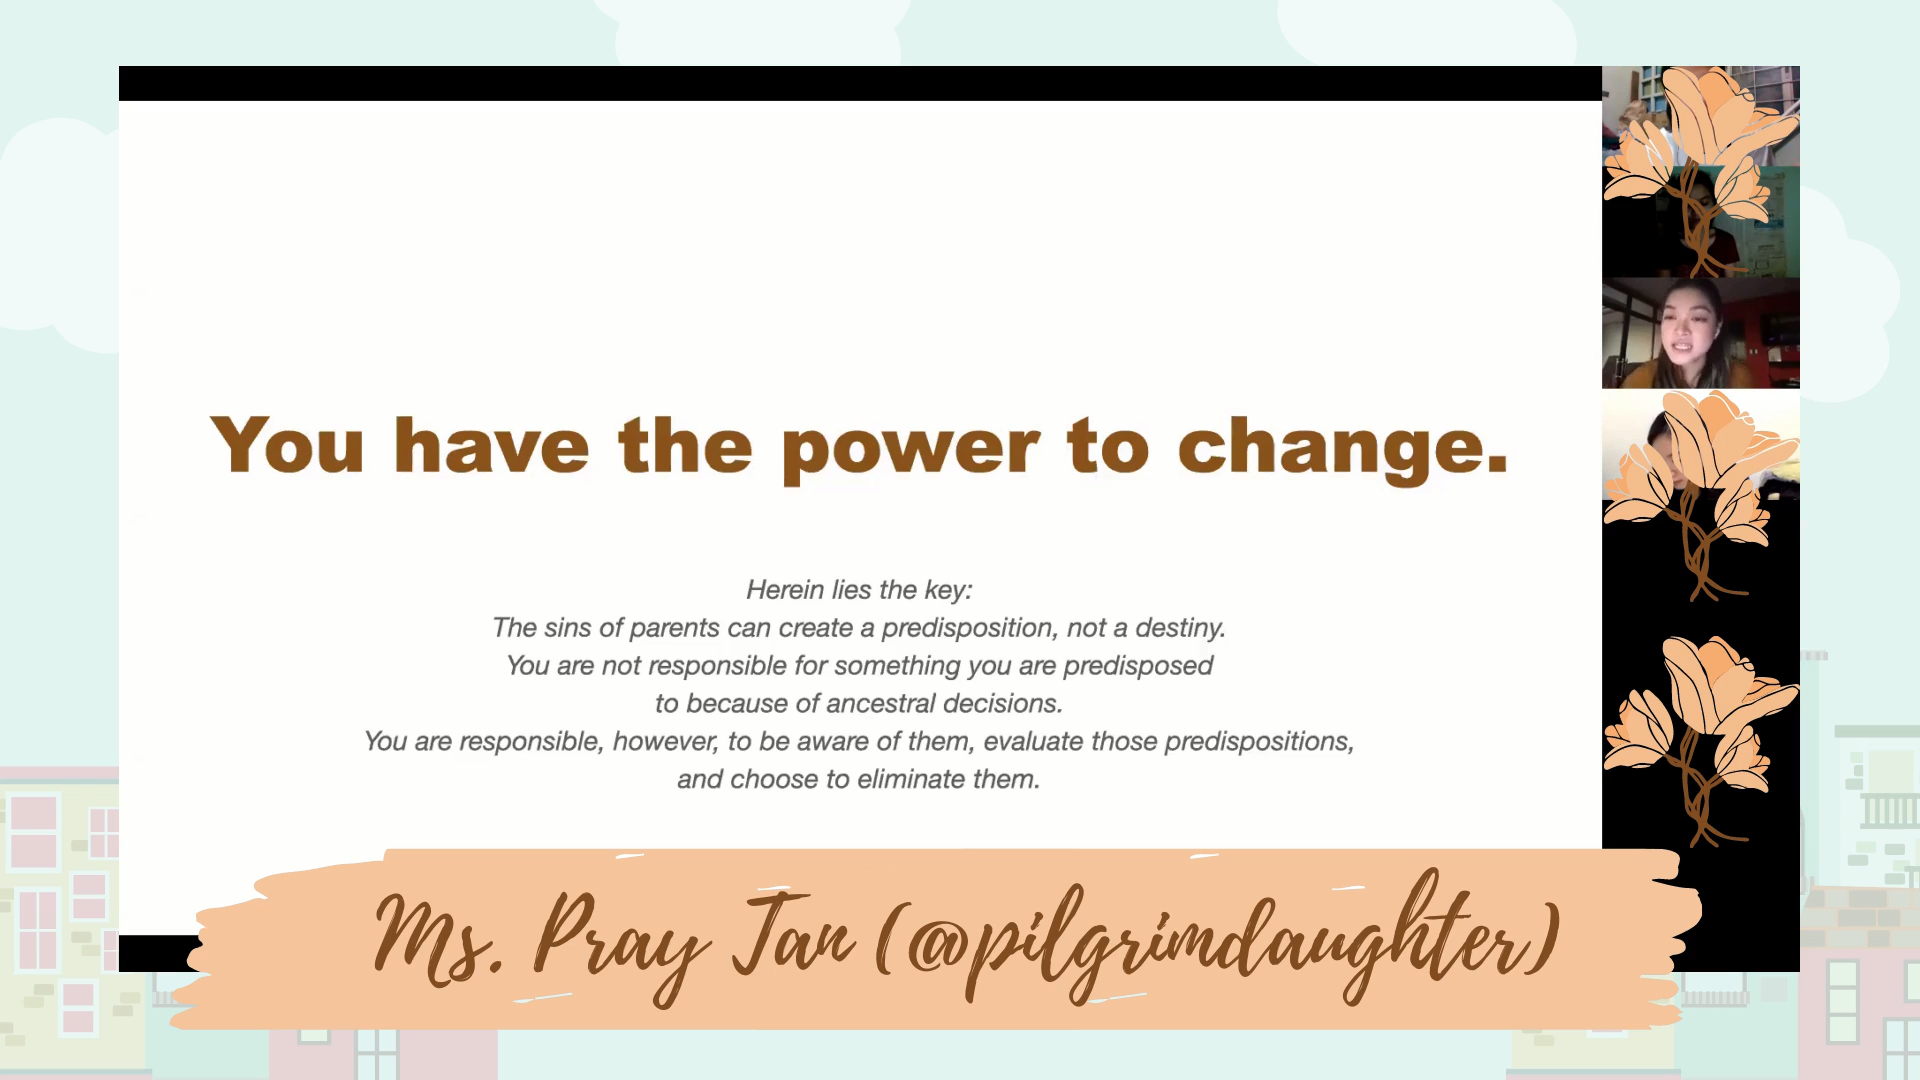 You have the power to change.
Herein lies the key:
The sins of parents can create a predisposition, not a destiny.
You are not responsible for something you are predisposed
to because of ancestral decisions.
You are responsible, however, to be aware of them, evaluate those predispositions,
and choose to eliminate them.
Ms. Pray Tan (@pilgrimdaughter)